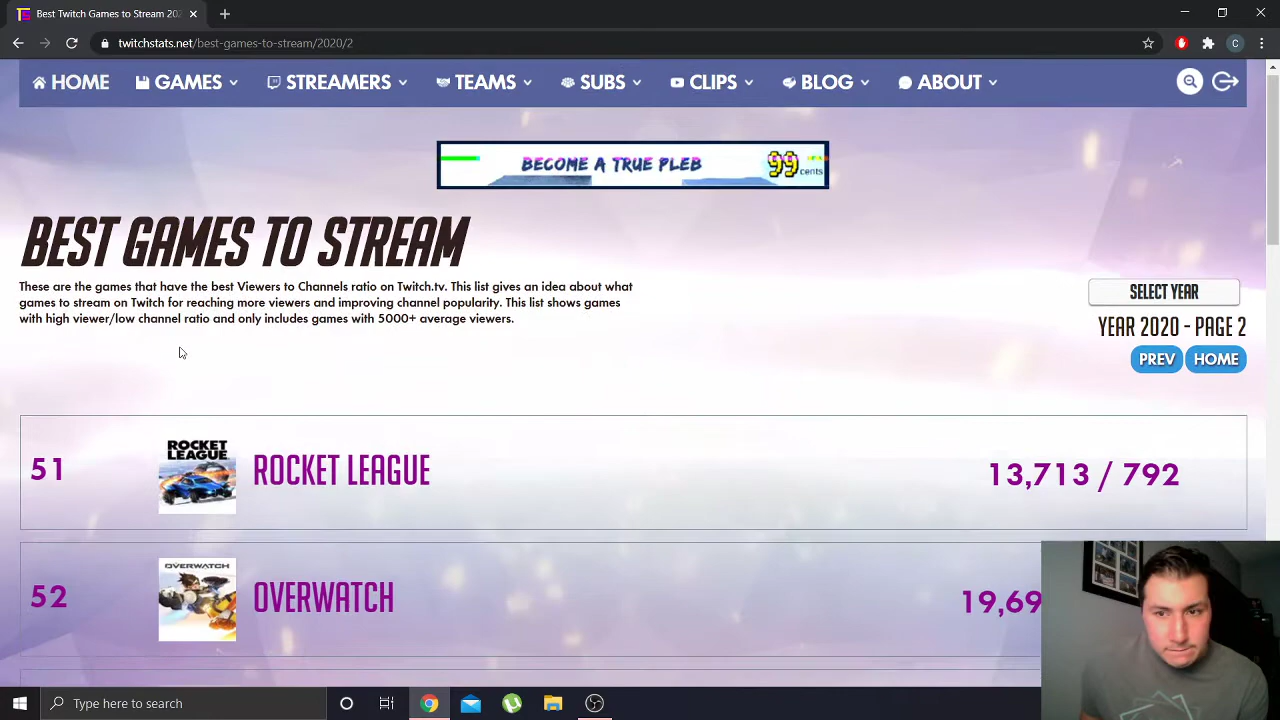 Best Twitch Games to Stream 202
twitchstats.net/best-games-to-stream/2020/2
C
HOME GAMES STREAMERS TEAMS SUBS CLIPS BLOG ABOUT
BECOME A TRUE PLEB 99 cents
BEST GAMES TO STREAM
These are the games that have the best Viewers to Channels ratio on Twitch.tv. This list gives an idea about what
games to stream on Twitch for reaching more viewers and improving channel popularity. This list shows games
with high viewer/low channel ratio and only includes games with 5000+ average viewers.
SELECT YEAR
YEAR 2020 - PAGE 2
PREV HOME
51 ROCKET LEAGUE ROCKET LEAGUE 13,713 / 792
52 OVERWATCH OVERWATCH 19,69
Type here to search